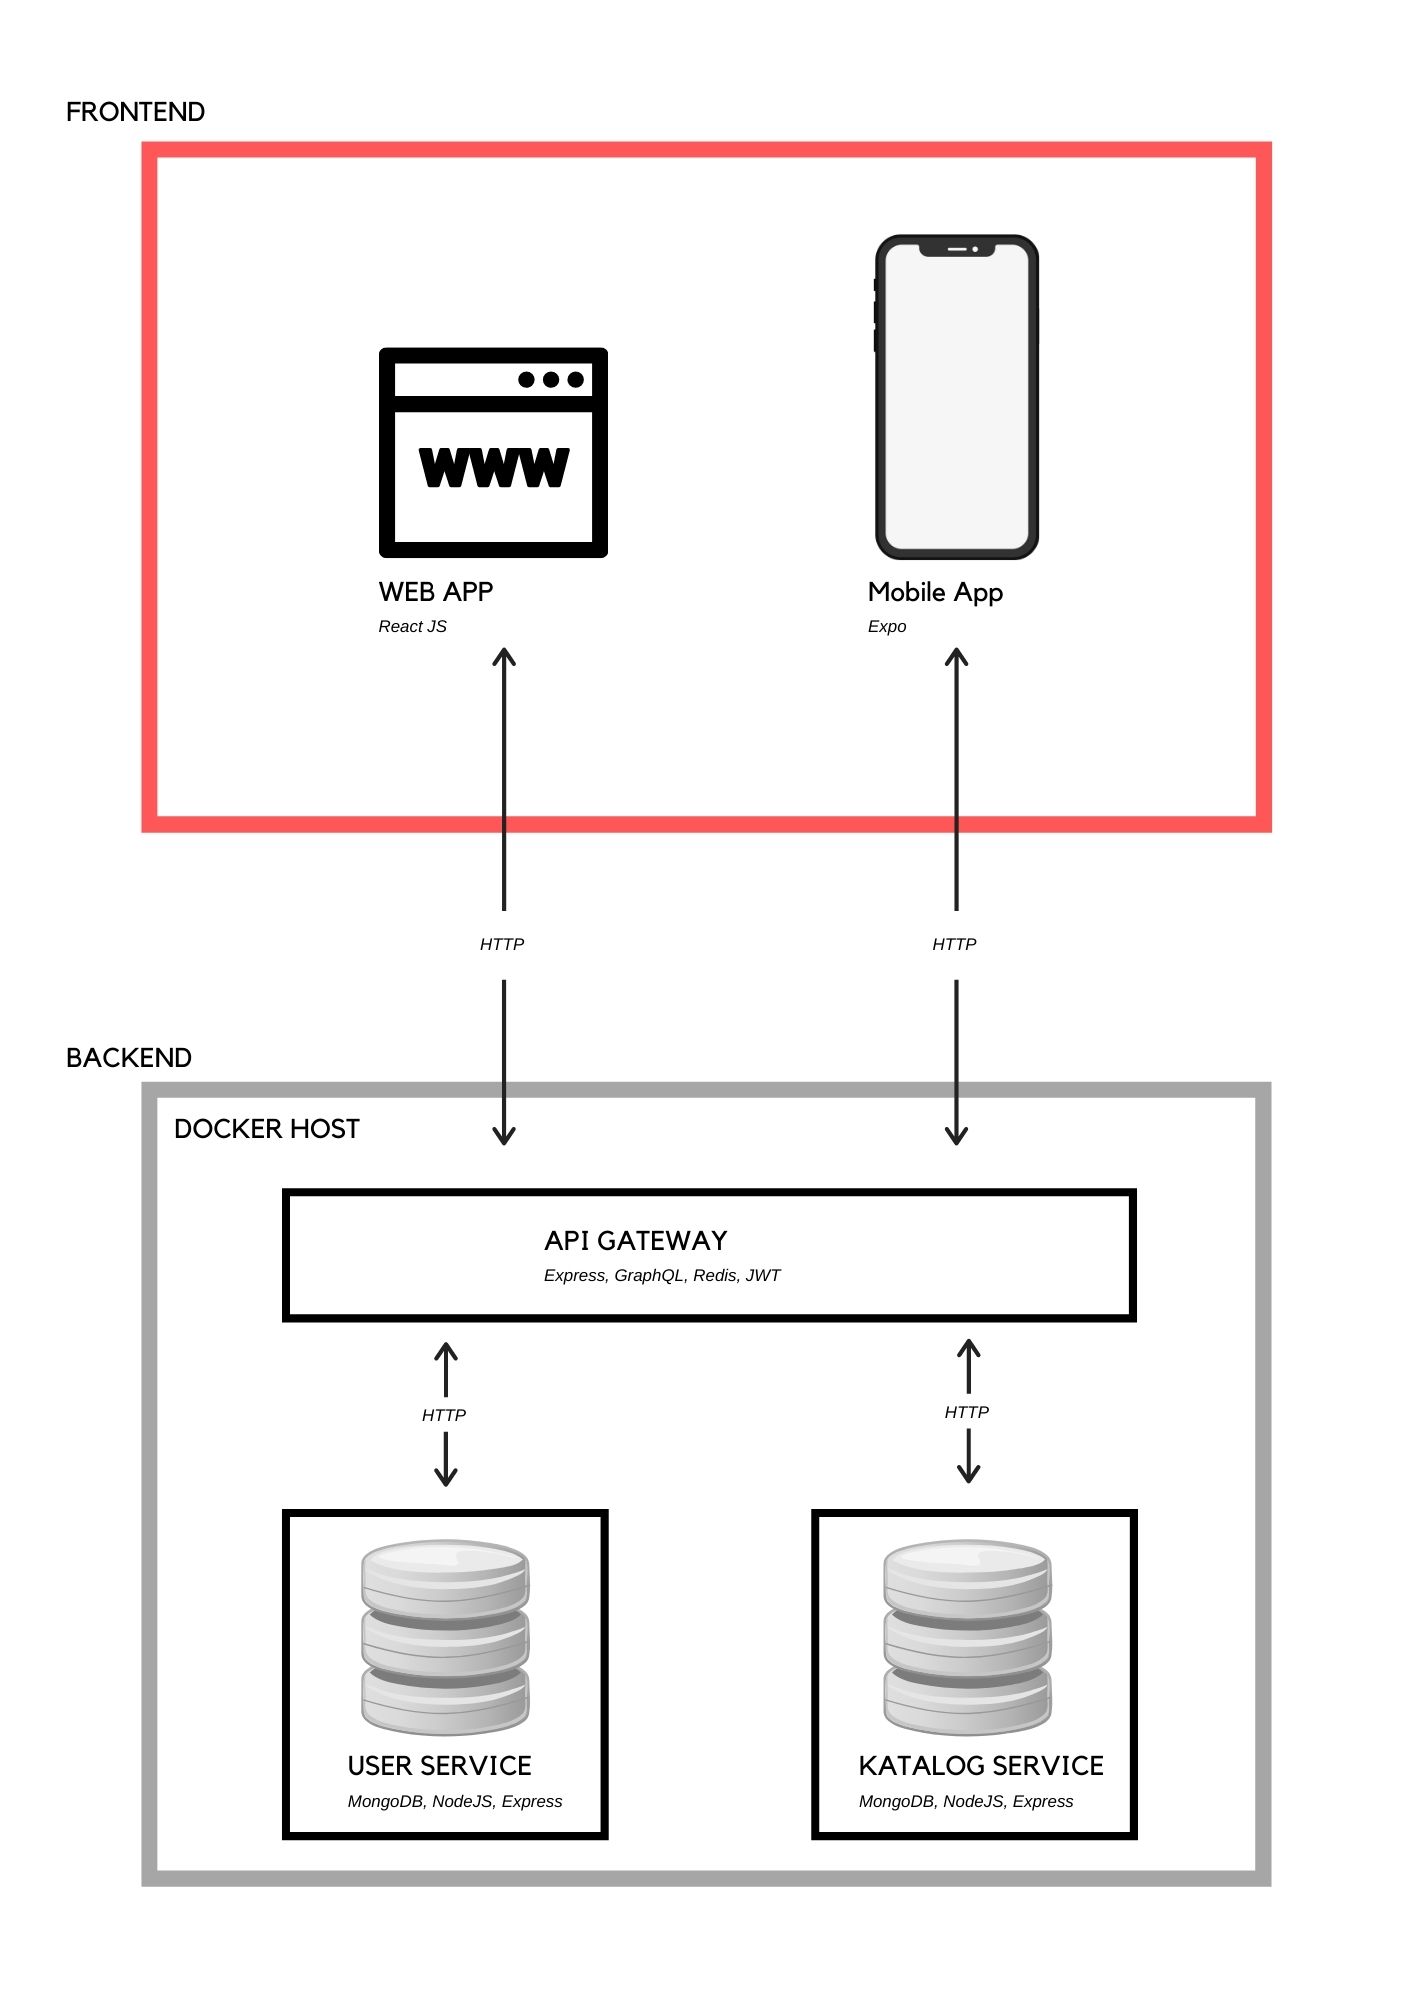 FRONTEND
www
WEB APP
React JS
Mobile App
Expo
HTTP
HTTP
BACKEND
DOCKER HOST
API GATEWAY
Express, GraphQL, Redis, JWT
HTTP
HTTP
USER SERVICE
MongoDB, NodeJS, Express
KATALOG SERVICE
MongoDB, NodeJS, Express